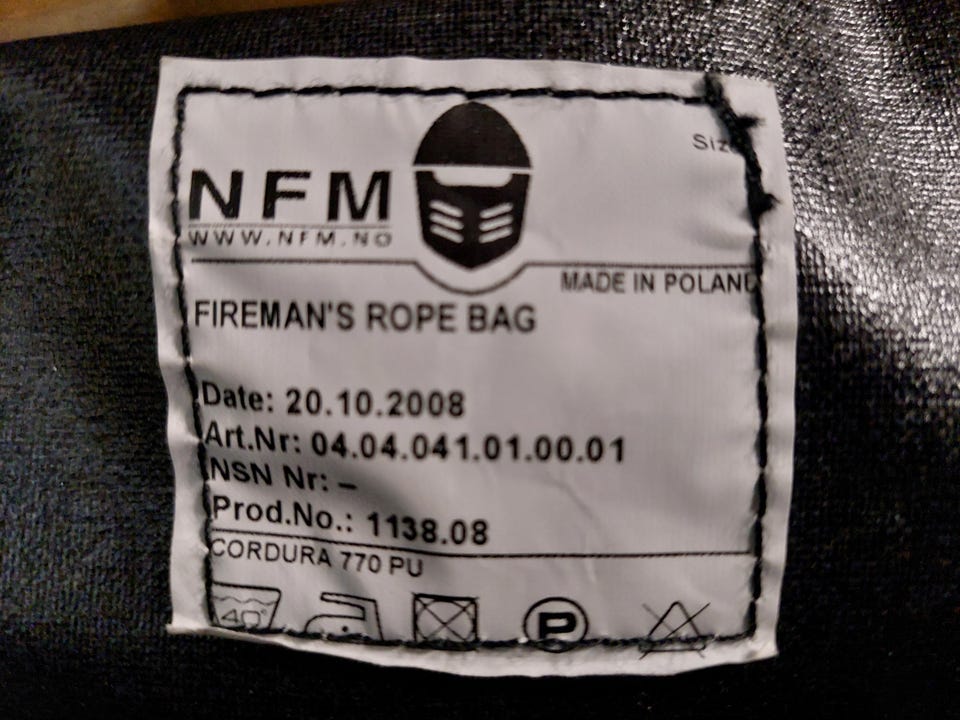 Size
NFM
WWW.NFM.NO
MADE IN POLAND
FIREMAN'S ROPE BAG
Date: 20.10.2008
Art.Nr: 04.04.041.01.00.01
NSN Nr: –
Prod.No.: 1138.08
CORDURA 770 PU
40°
P